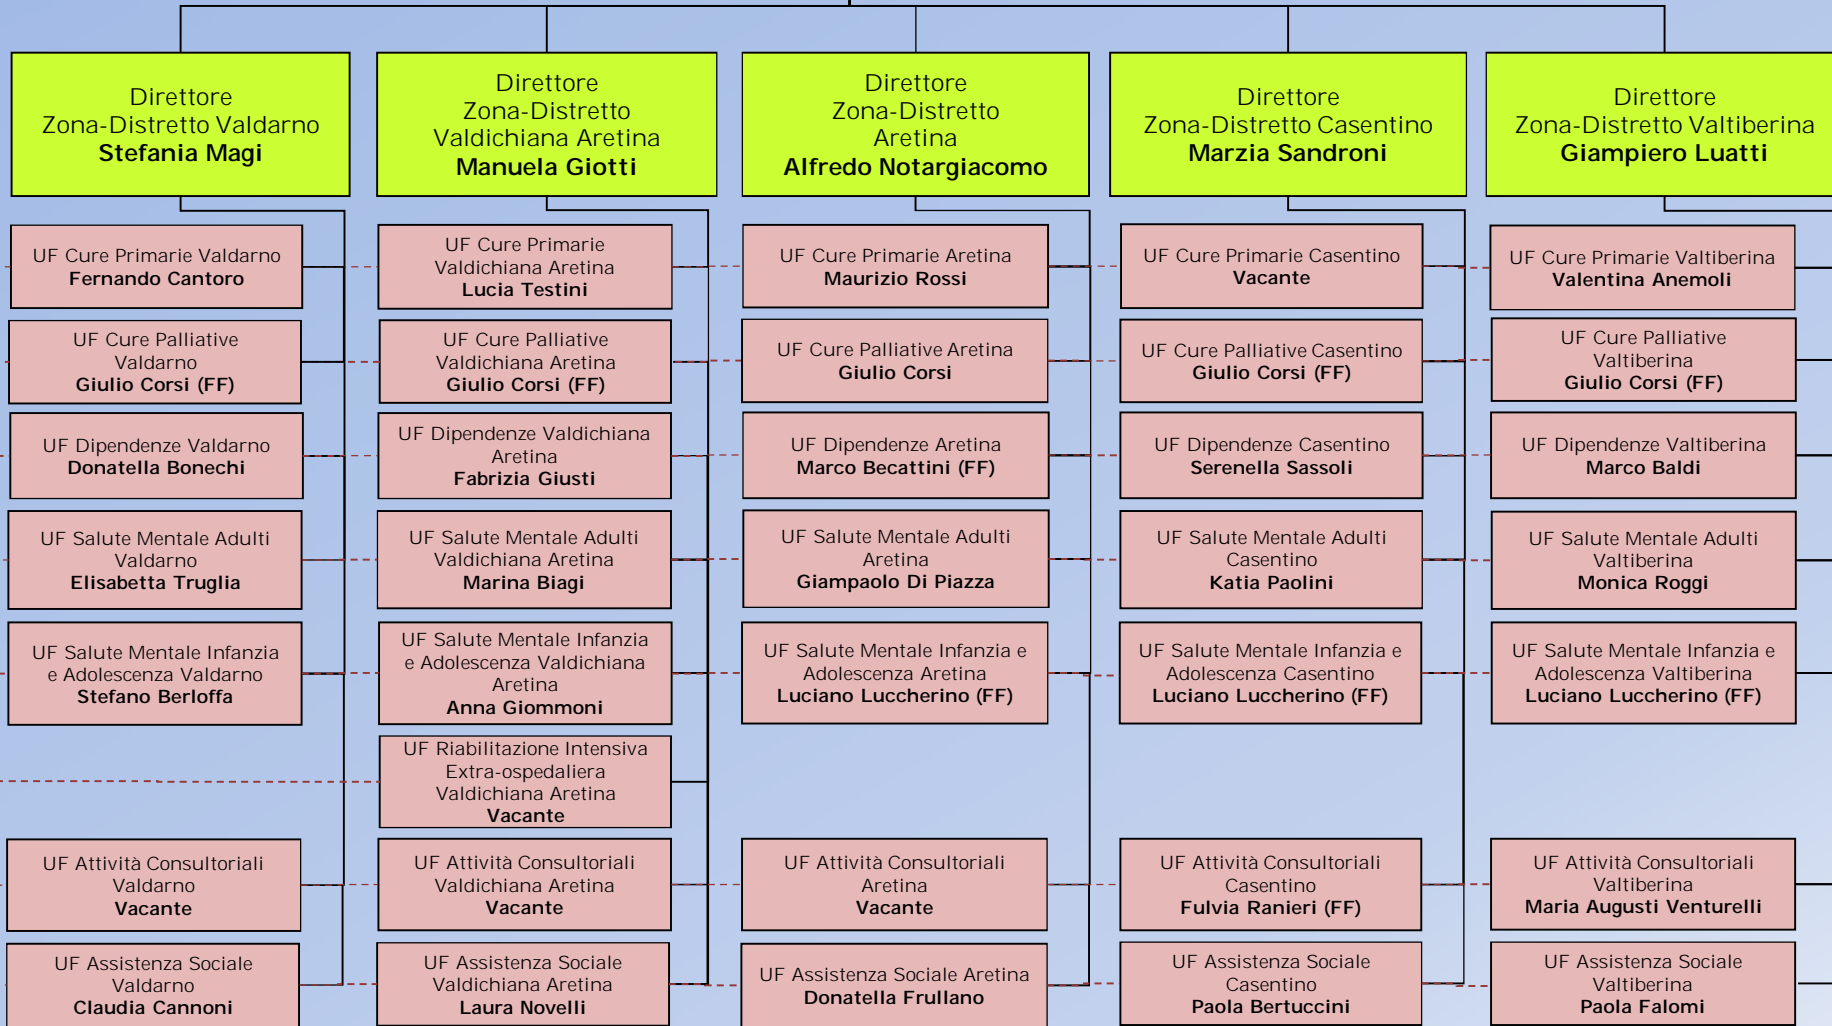 Direttore
Zona-Distretto Valdarno
Stefania Magi
Direttore
Zona-Distretto
Valdichiana Aretina
Manuela Giotti
Direttore
Zona-Distretto
Aretina
Alfredo Notargiacomo
Direttore
Zona-Distretto Casentino
Marzia Sandroni
Direttore
Zona-Distretto Valtiberina
Giampiero Luatti
UF Cure Primarie Valdarno
Fernando Cantoro
UF Cure Primarie
Valdichiana Aretina
Lucia Testini
UF Cure Primarie Aretina
Maurizio Rossi
UF Cure Primarie Casentino
Vacante
UF Cure Primarie Valtiberina
Valentina Anemoli
UF Cure Palliative
Valdarno
Giulio Corsi (FF)
UF Cure Palliative
Valdichiana Aretina
Giulio Corsi (FF)
UF Cure Palliative Aretina
Giulio Corsi
UF Cure Palliative Casentino
Giulio Corsi (FF)
UF Cure Palliative
Valtiberina
Giulio Corsi (FF)
UF Dipendenze Valdarno
Donatella Bonechi
UF Dipendenze Valdichiana
Aretina
Fabrizia Giusti
UF Dipendenze Aretina
Marco Becattini (FF)
UF Dipendenze Casentino
Serenella Sassoli
UF Dipendenze Valtiberina
Marco Baldi
UF Salute Mentale Adulti
Valdarno
Elisabetta Truglia
UF Salute Mentale Adulti
Valdichiana Aretina
Marina Biagi
UF Salute Mentale Adulti
Aretina
Giampaolo Di Piazza
UF Salute Mentale Adulti
Casentino
Katia Paolini
UF Salute Mentale Adulti
Valtiberina
Monica Roggi
UF Salute Mentale Infanzia
e Adolescenza Valdarno
Stefano Berloffa
UF Salute Mentale Infanzia
e Adolescenza Valdichiana
Aretina
Anna Giommoni
UF Salute Mentale Infanzia e
Adolescenza Aretina
Luciano Luccherino (FF)
UF Salute Mentale Infanzia e
Adolescenza Casentino
Luciano Luccherino (FF)
UF Salute Mentale Infanzia e
Adolescenza Valtiberina
Luciano Luccherino (FF)
UF Riabilitazione Intensiva
Extra-ospedaliera
Valdichiana Aretina
Vacante
UF Attività Consultoriali
Valdarno
Vacante
UF Attività Consultoriali
Valdichiana Aretina
Vacante
UF Attività Consultoriali
Aretina
Vacante
UF Attività Consultoriali
Casentino
Fulvia Ranieri (FF)
UF Attività Consultoriali
Valtiberina
Maria Augusti Venturelli
UF Assistenza Sociale
Valdarno
Claudia Cannoni
UF Assistenza Sociale
Valdichiana Aretina
Laura Novelli
UF Assistenza Sociale Aretina
Donatella Frullano
UF Assistenza Sociale
Casentino
Paola Bertuccini
UF Assistenza Sociale
Valtiberina
Paola Falomi